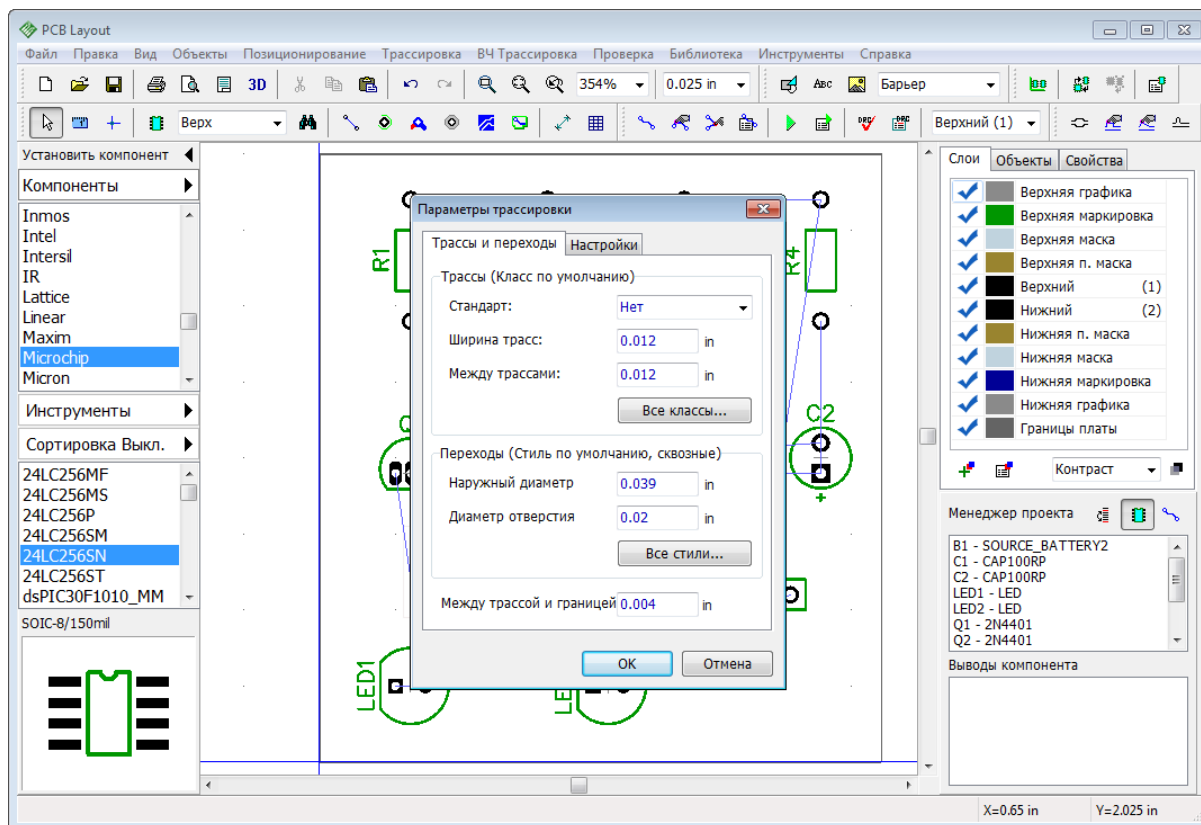 PCB Layout
Файл Правка Вид Объекты Позиционирование Трассировка ВЧ Трассировка Проверка Библиотека Инструменты Справка
3D 354% 0.025 in ABC Барьер
Верх DRC DRC Верхний (1)
Установить компонент
Компоненты
Inmos
Intel
Intersil
IR
Lattice
Linear
Maxim
Microchip
Micron
Инструменты
Сортировка Выкл.
24LC256MF
24LC256MS
24LC256P
24LC256SM
24LC256SN
24LC256ST
dsPIC30F1010_MM
SOIC-8/150mil
R1
R4
Q
C2
+
LED1
LE
Параметры трассировки
Трассы и переходы Настройки
Трассы (Класс по умолчанию)
Стандарт: Нет
Ширина трасс: 0.012 in
Между трассами: 0.012 in
Все классы...
Переходы (Стиль по умолчанию, сквозные)
Наружный диаметр 0.039 in
Диаметр отверстия 0.02 in
Все стили...
Между трассой и границей 0.004 in
OK Отмена
Слои Объекты Свойства
Верхняя графика
Верхняя маркировка
Верхняя маска
Верхняя п. маска
Верхний (1)
Нижний (2)
Нижняя п. маска
Нижняя маска
Нижняя маркировка
Нижняя графика
Границы платы
Контраст
Менеджер проекта
B1 - SOURCE_BATTERY2
C1 - CAP100RP
C2 - CAP100RP
LED1 - LED
LED2 - LED
Q1 - 2N4401
Q2 - 2N4401
Выводы компонента
X=0.65 in Y=2.025 in